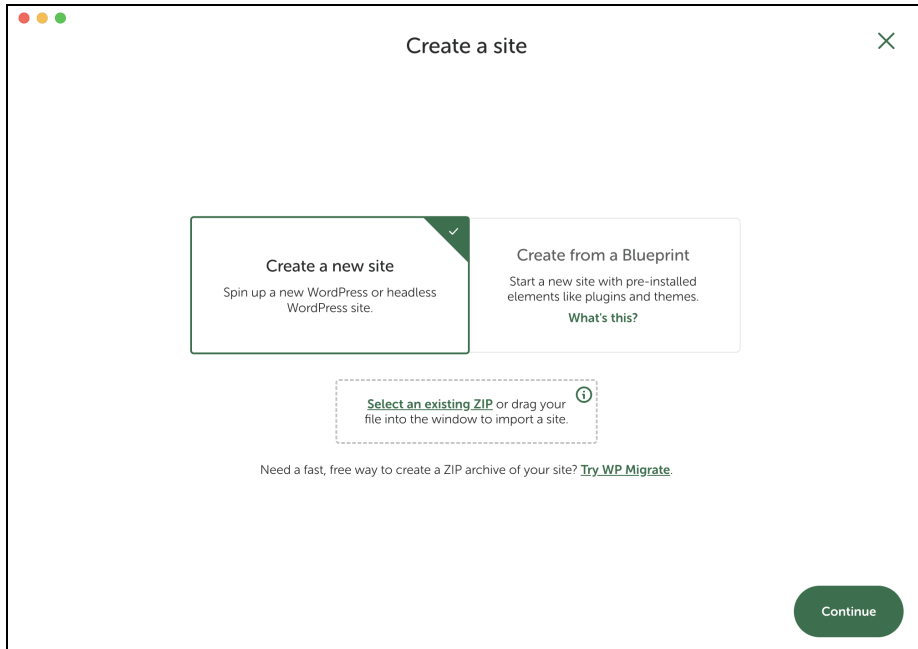 Create a site
Create a new site
Spin up a new WordPress or headless
WordPress site.
Create from a Blueprint
Start a new site with pre-installed
elements like plugins and themes.
What's this?
Select an existing ZIP or drag your
file into the window to import a site.
Need a fast, free way to create a ZIP archive of your site? Try WP Migrate.
Continue